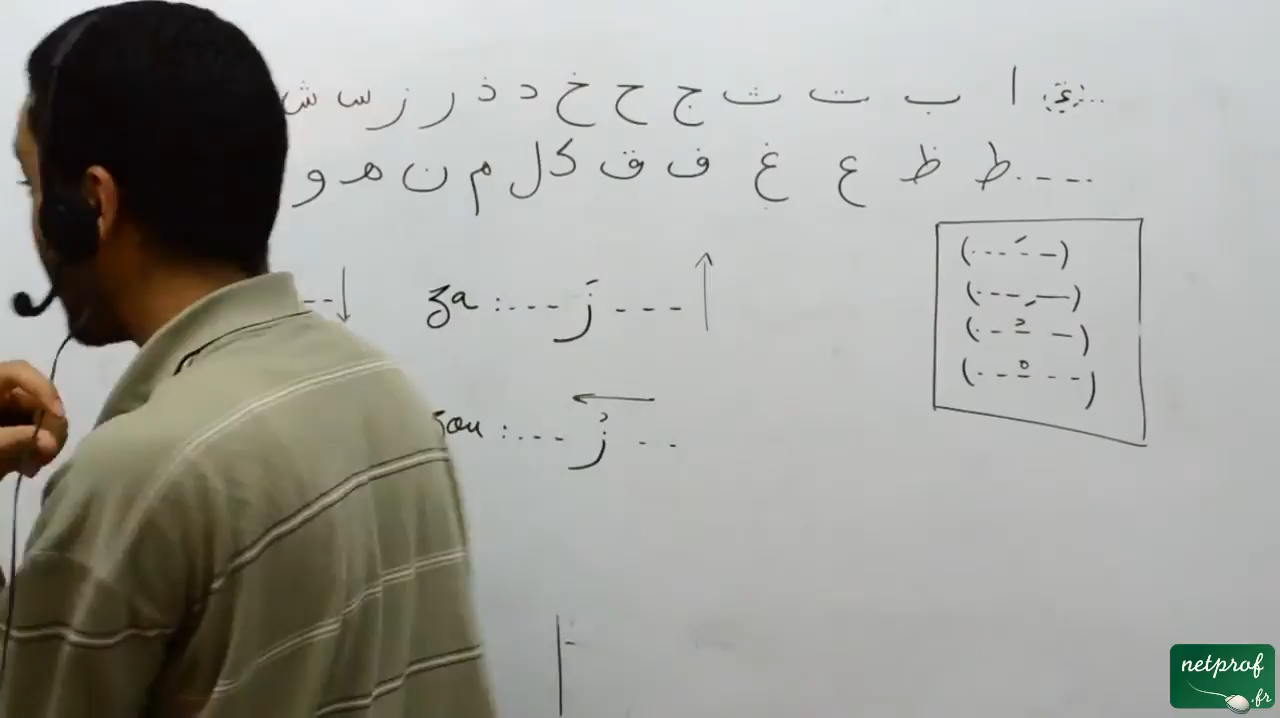 ء ا ب ت ث ج ح خ د ذ ر ز س ش
ط ظ ع غ ف ق ك ل م ن ه و
za : زَ
zou : زُ
( َ )
( ِ )
( ُ )
( ْ )
netprof
.fr